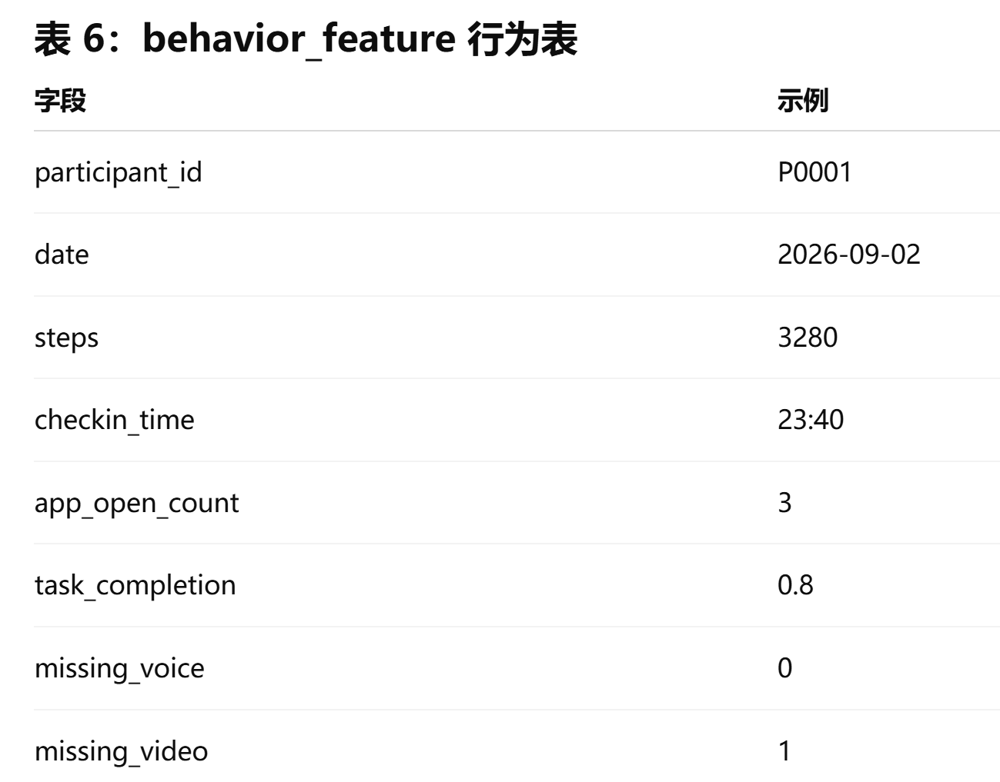 表 6：behavior_feature 行为表
字段 示例
participant_id P0001
date 2026-09-02
steps 3280
checkin_time 23:40
app_open_count 3
task_completion 0.8
missing_voice 0
missing_video 1